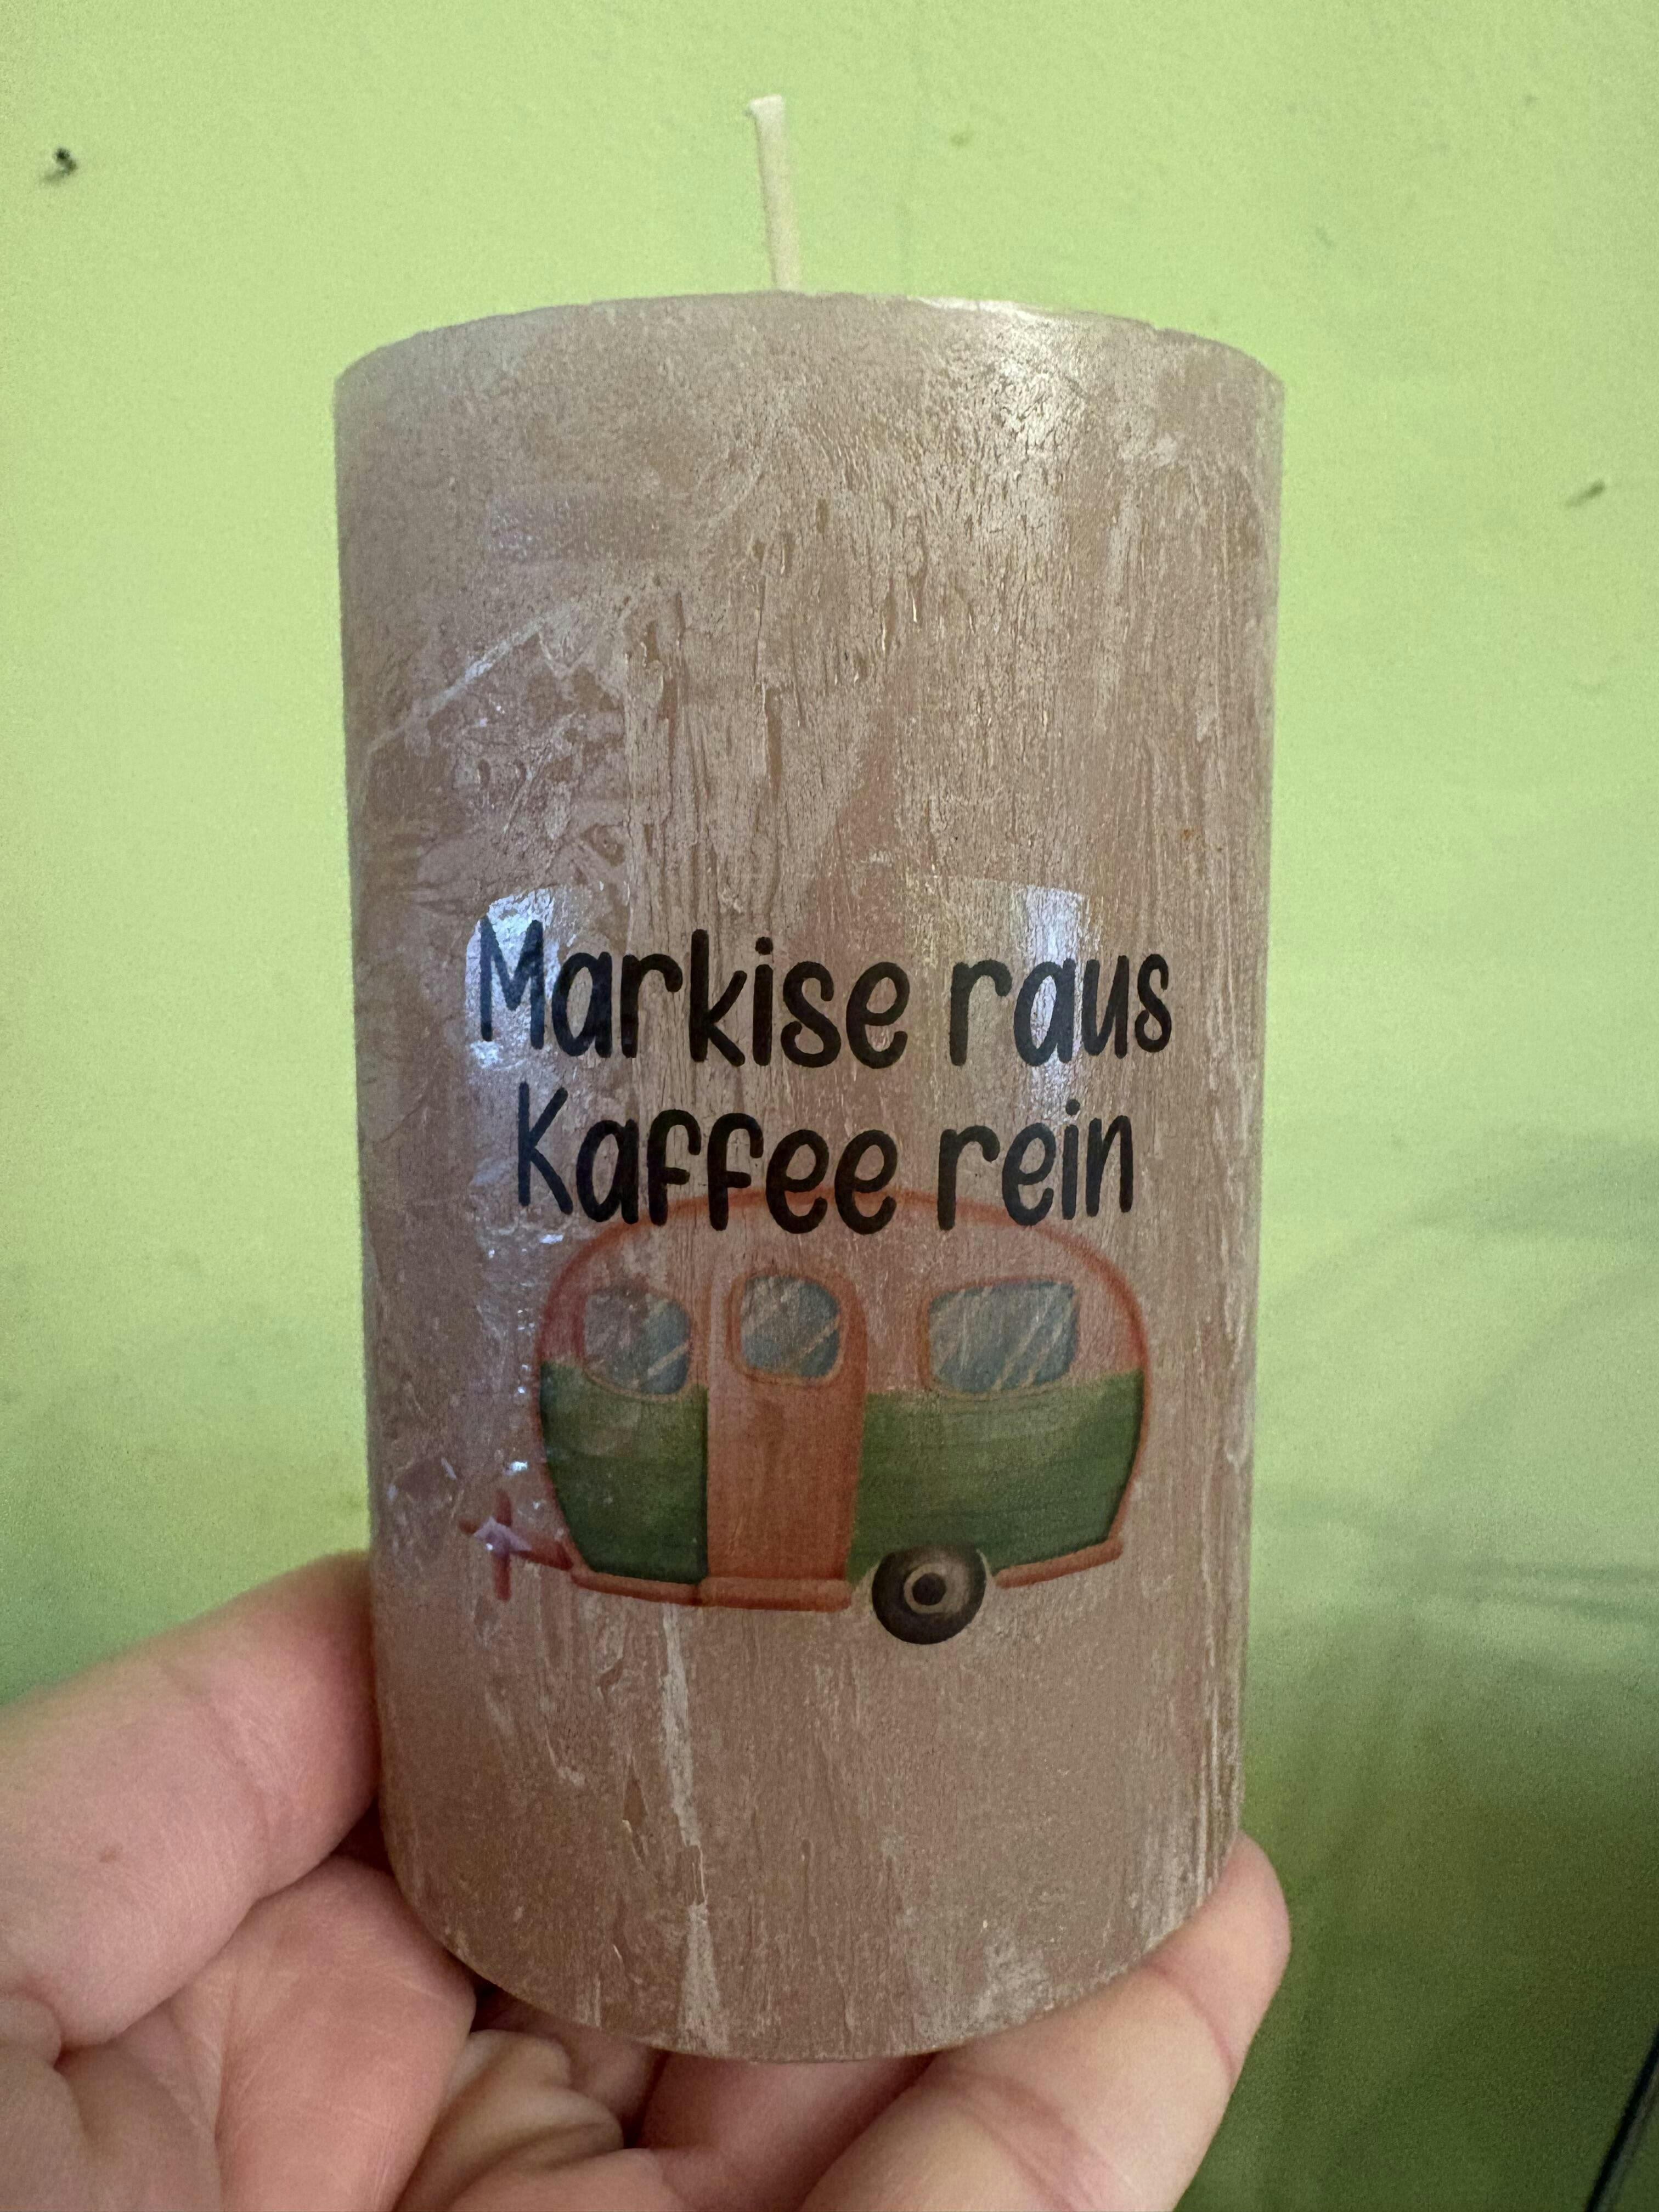 Markise raus
Kaffee rein